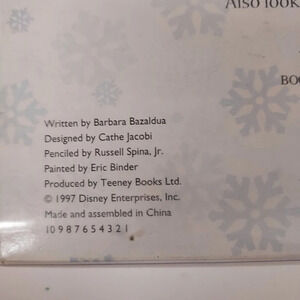 Also look
BOO
Written by Barbara Bazaldua
Designed by Cathe Jacobi
Penciled by Russell Spina, Jr.
Painted by Eric Binder
Produced by Teeney Books Ltd.
© 1997 Disney Enterprises, Inc.
Made and assembled in China
10 9 8 7 6 5 4 3 2 1